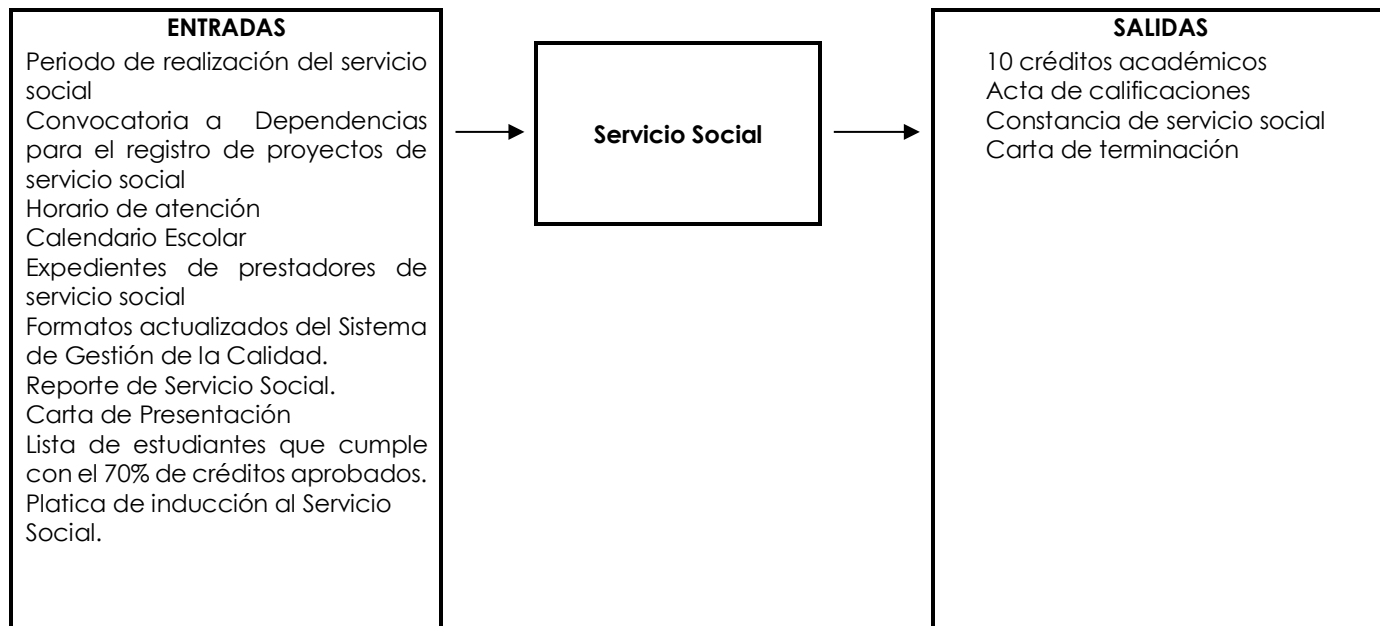 ENTRADAS
Periodo de realización del servicio
social
Convocatoria a Dependencias
para el registro de proyectos de
servicio social
Horario de atención
Calendario Escolar
Expedientes de prestadores de
servicio social
Formatos actualizados del Sistema
de Gestión de la Calidad.
Reporte de Servicio Social.
Carta de Presentación
Lista de estudiantes que cumple
con el 70% de créditos aprobados.
Platica de inducción al Servicio
Social.
Servicio Social
SALIDAS
10 créditos académicos
Acta de calificaciones
Constancia de servicio social
Carta de terminación